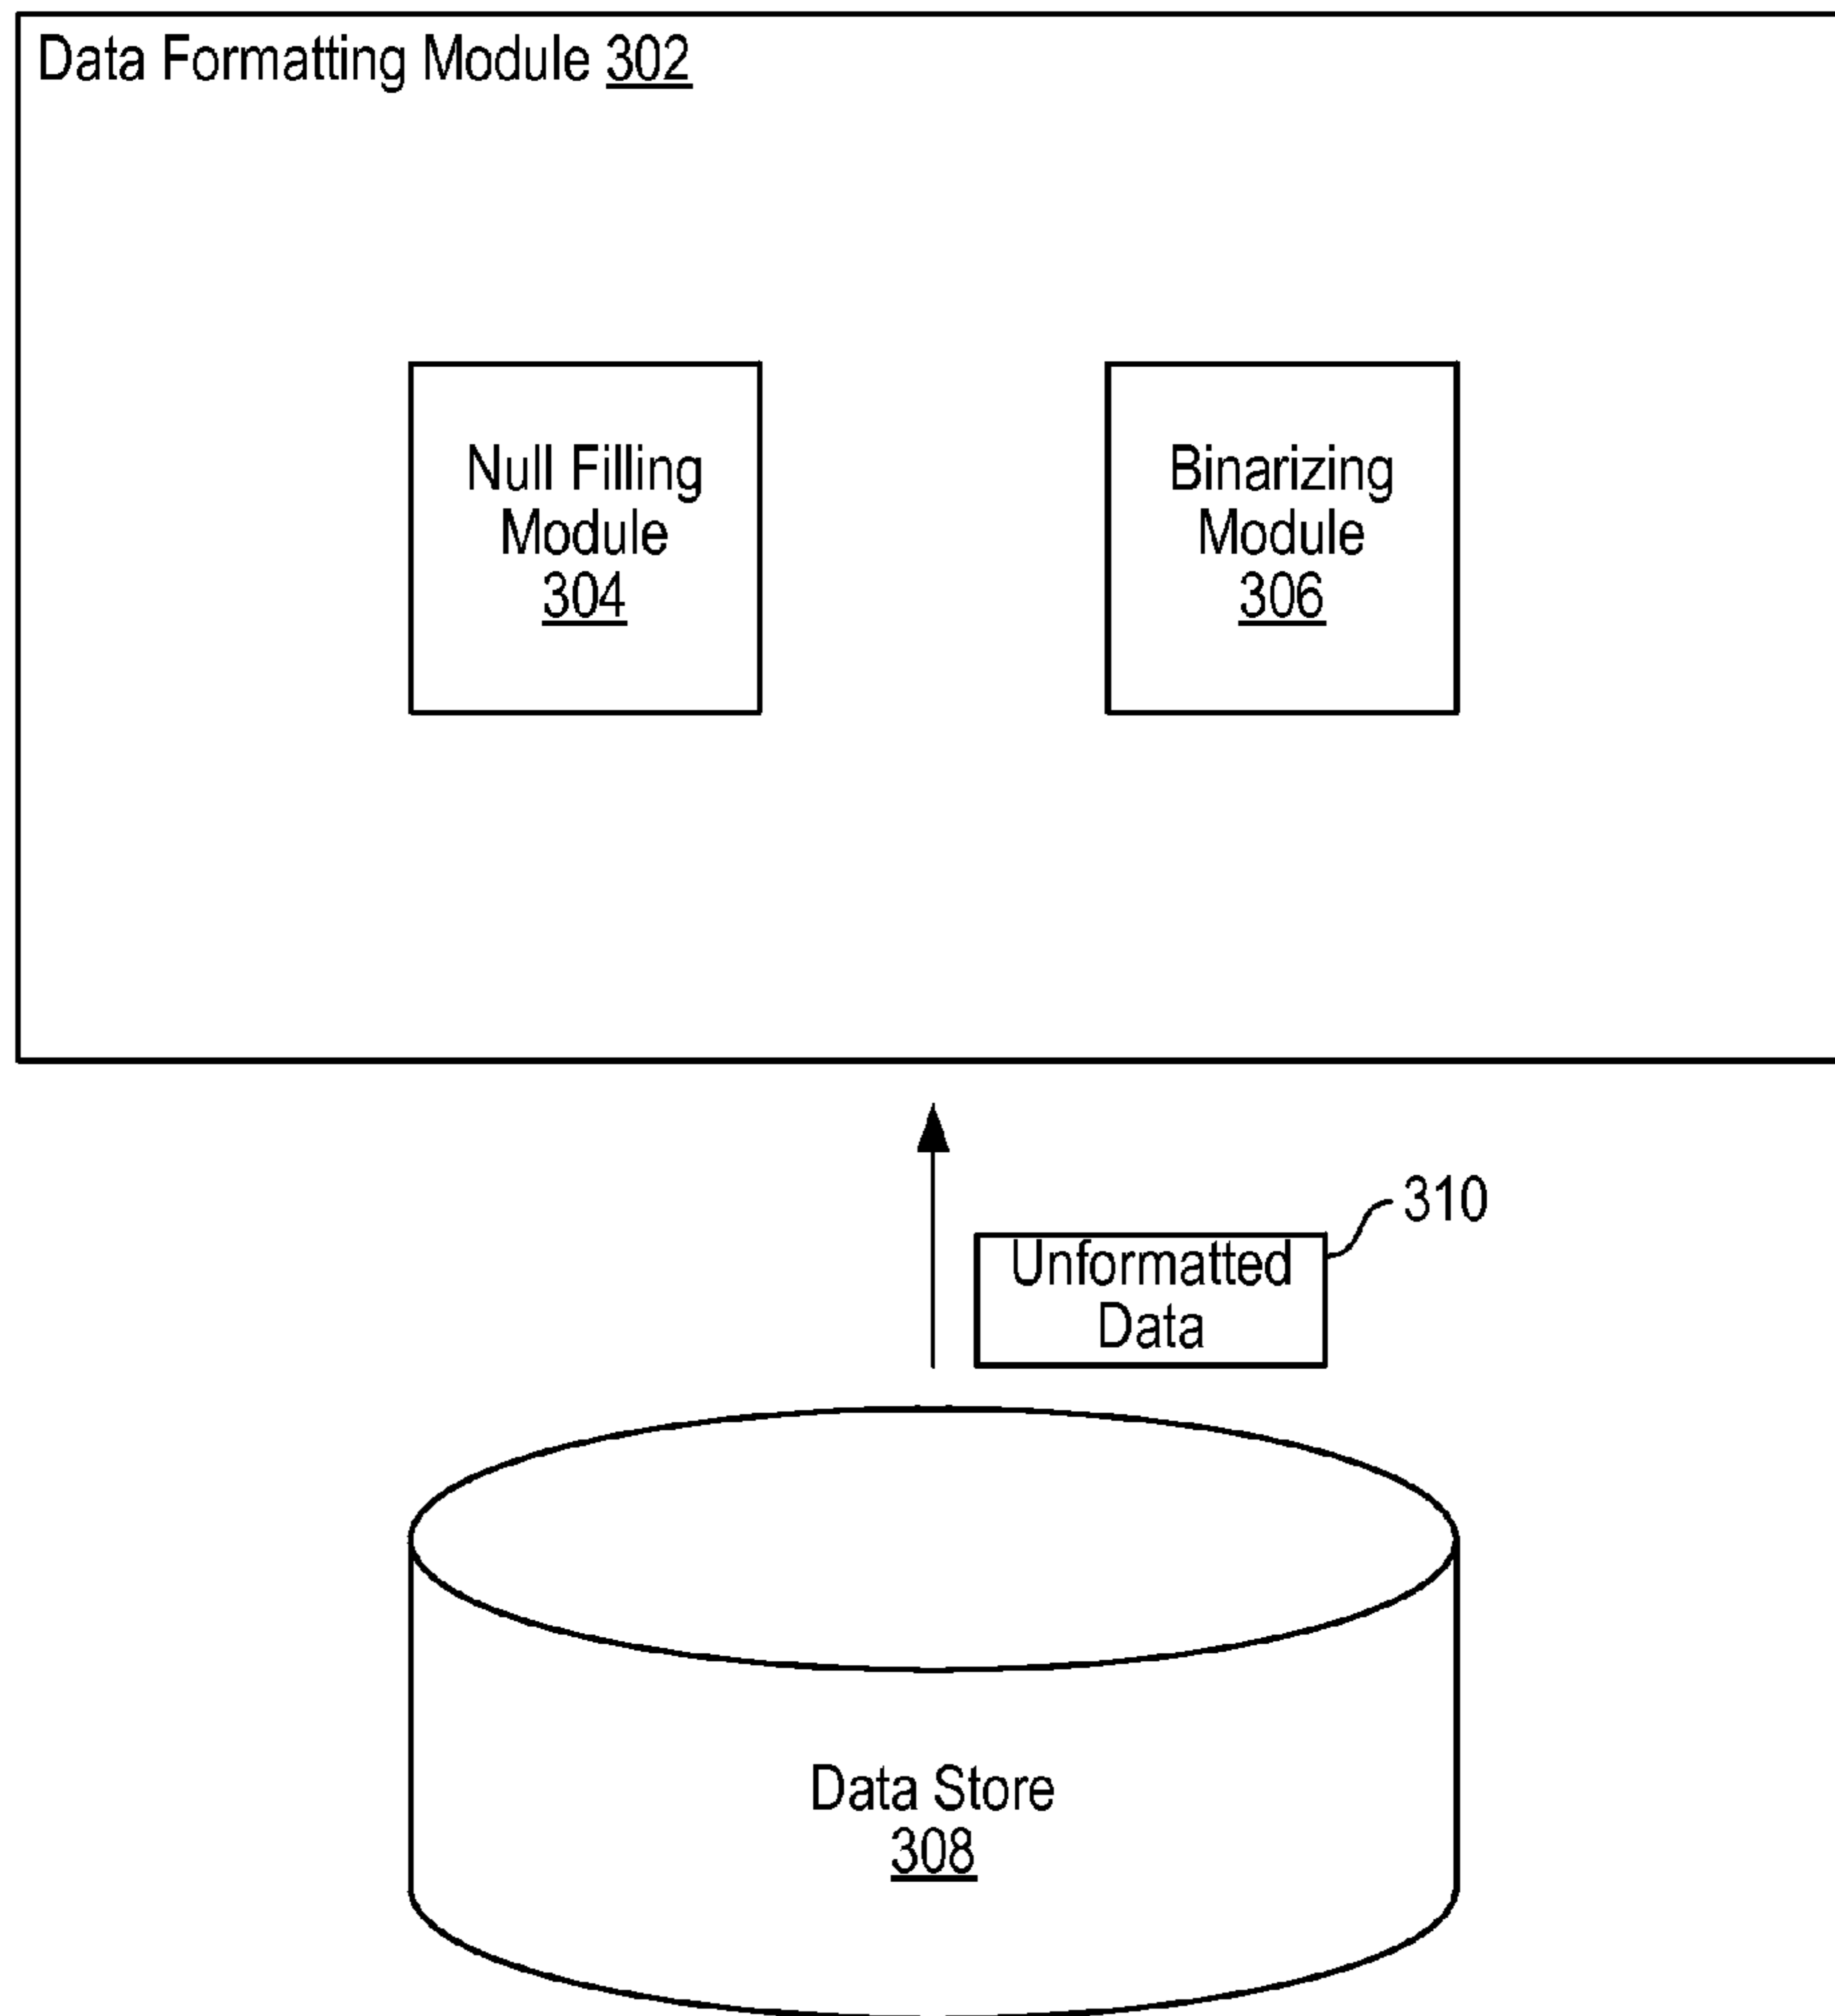 Data Formatting Module 302
Null Filling
Module
304
Binarizing
Module
306
310
Unformatted
Data
Data Store
308